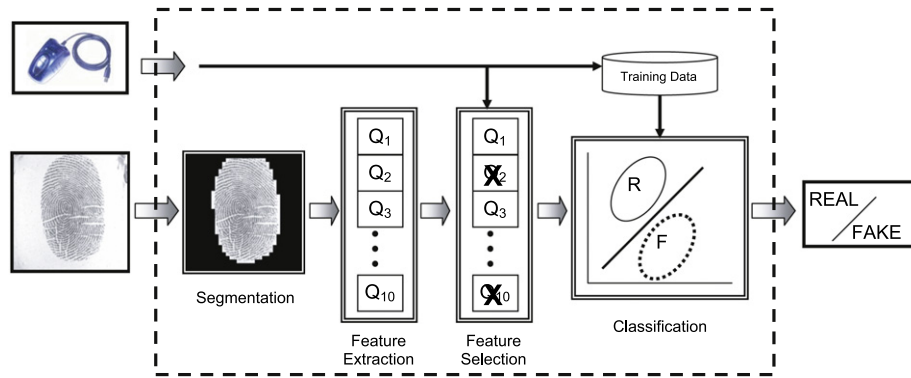 Training Data
Q1
Q2
Q3
Q10
Q1
Q2
Q3
Q10
R
F
REAL
FAKE
Segmentation
Feature
Extraction
Feature
Selection
Classification